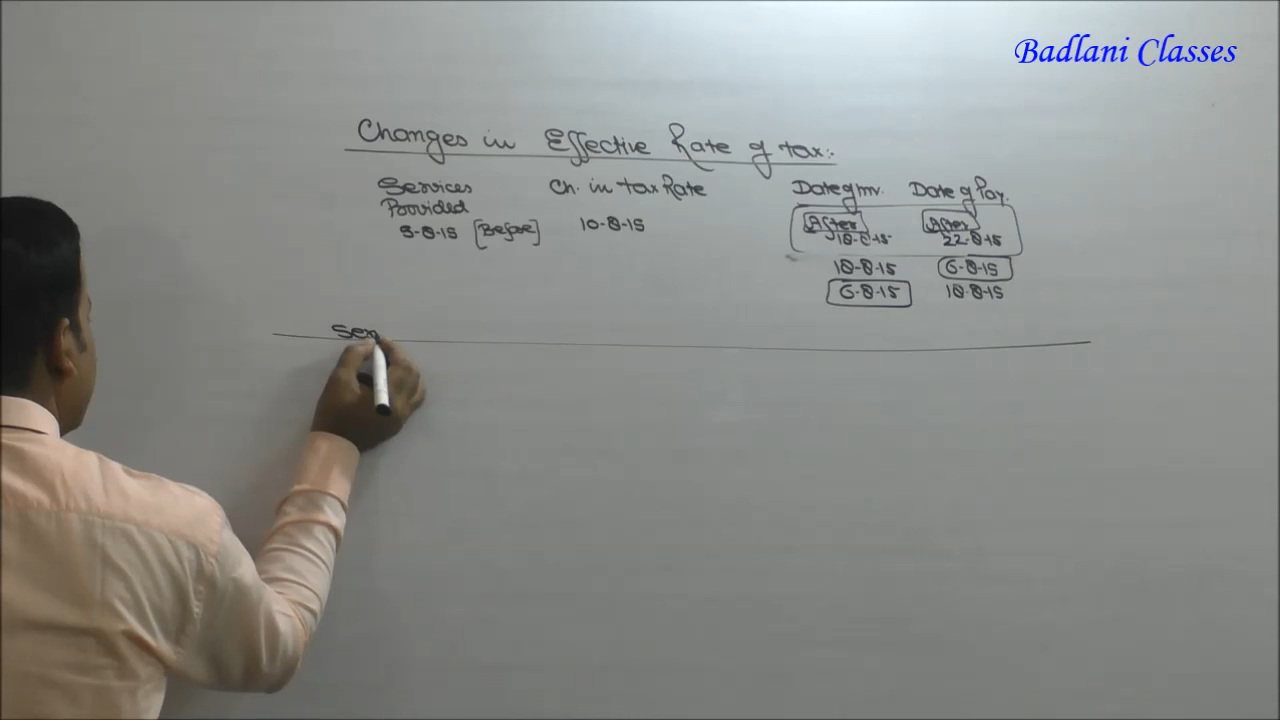 Badlani Classes
Changes in Effective Rate of tax:-
Services Provided Ch. in tax Rate Date of inv. Date of Pay.
After After
5-8-15 [Before] 10-8-15 18-8-15 22-8-15
18-8-15 6-8-15
6-8-15 18-8-15
Ser